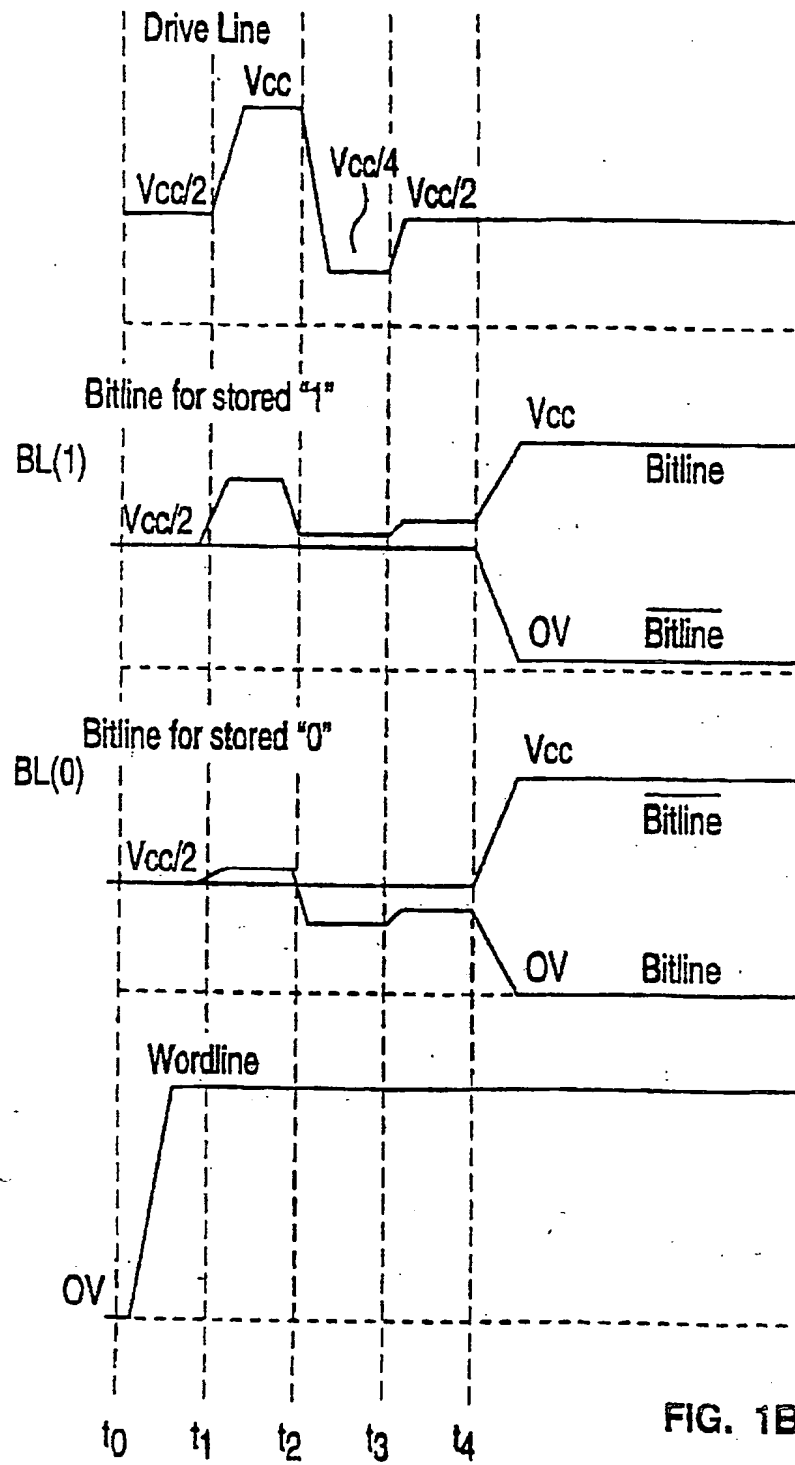 Drive Line
Vcc
Vcc/4
Vcc/2
Vcc/2
Bitline for stored "1"
Vcc
BL(1)
Bitline
Vcc/2
OV
Bitline
Bitline for stored "0"
Vcc
BL(0)
Bitline
Vcc/2
OV
Bitline
Wordline
OV
t0 t1 t2 t3 t4
FIG. 1B